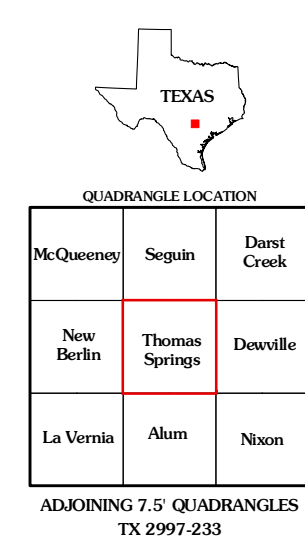 TEXAS
QUADRANGLE LOCATION
McQueeney
Seguin
Darst
Creek
New
Berlin
Thomas
Springs
Dewville
La Vernia
Alum
Nixon
ADJOINING 7.5' QUADRANGLES
TX 2997-233